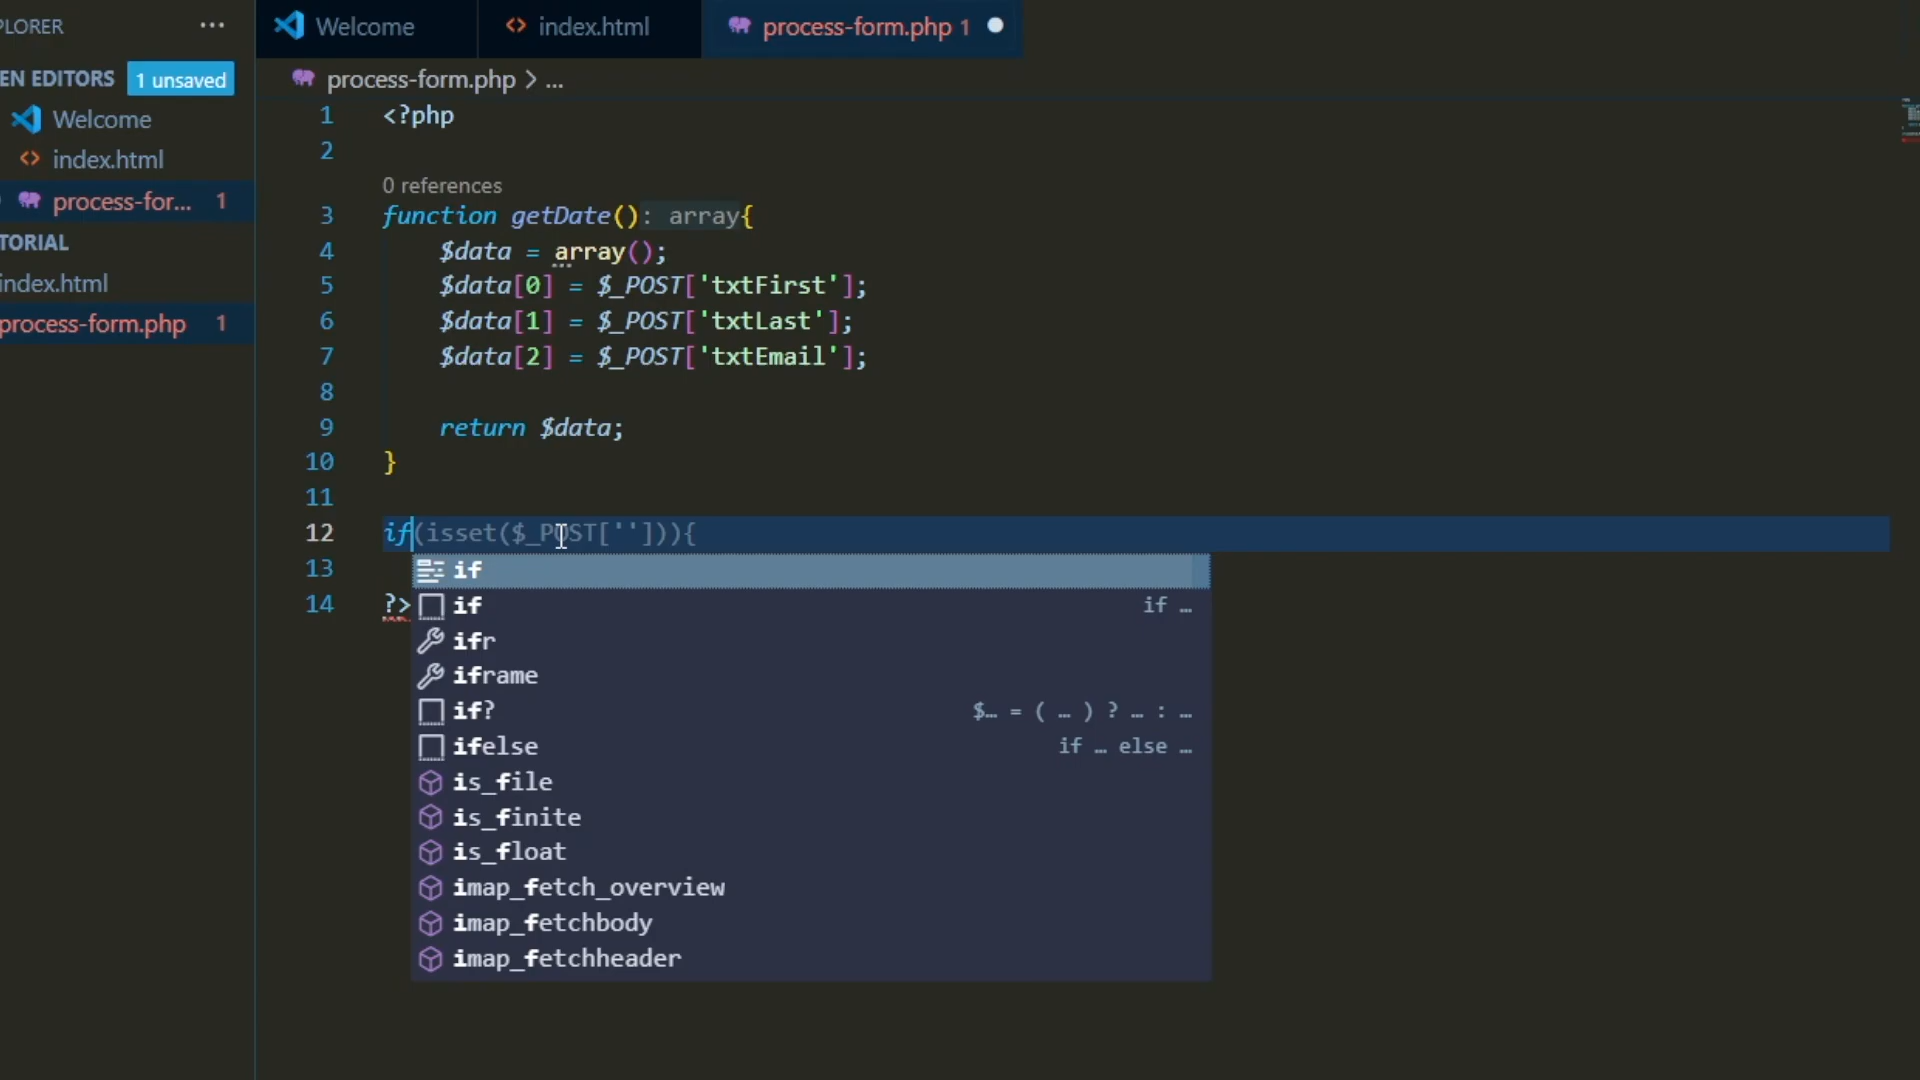 PLORER ...
Welcome
index.html
process-form.php 1
EN EDITORS 1 unsaved
Welcome
index.html
process-for... 1
TORIAL
index.html
process-form.php 1
process-form.php > ...
1 <?php
2
0 references
3 function getDate(): array{
4 $data = array();
5 $data[0] = $_POST['txtFirst'];
6 $data[1] = $_POST['txtLast'];
7 $data[2] = $_POST['txtEmail'];
8
9 return $data;
10 }
11
12 if(isset($_POST[''])){
13
14 ?>
if
if if ...
ifr
iframe
if? $... = ( ... ) ? ... : ...
ifelse if ... else ...
is_file
is_finite
is_float
imap_fetch_overview
imap_fetchbody
imap_fetchheader